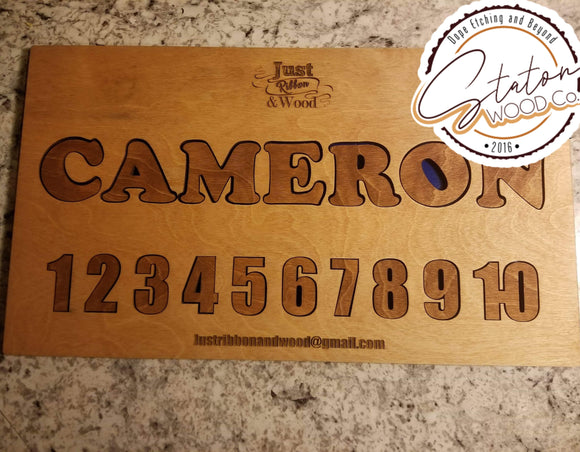 Just
Ribbon
& Wood
Dope Etching and Beyond
Staton
WOOD Co.
• 2016 •
CAMERON
12345678910
Justribbonandwood@gmail.com